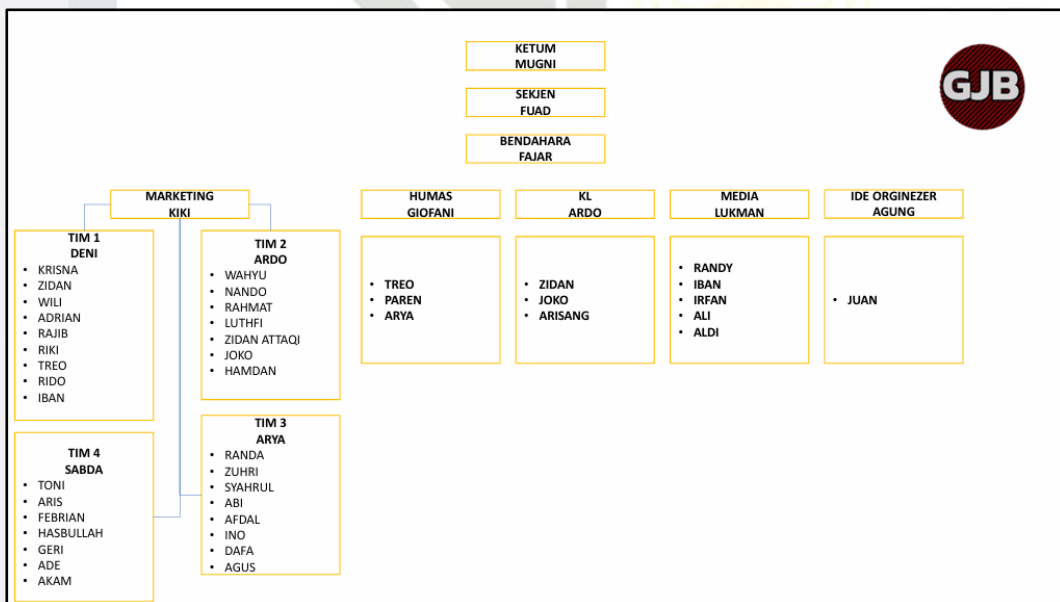 KETUM
MUGNI
GJB
SEKJEN
FUAD
BENDAHARA
FAJAR
MARKETING
KIKI
TIM 1
DENI
• KRISNA
• ZIDAN
• WILI
• ADRIAN
• RAJIB
• RIKI
• TREO
• RIDO
• IBAN
TIM 2
ARDO
• WAHYU
• NANDO
• RAHMAT
• LUTHFI
• ZIDAN ATTAQI
• JOKO
• HAMDAN
TIM 4
SABDA
• TONI
• ARIS
• FEBRIAN
• HASBULLAH
• GERI
• ADE
• AKAM
TIM 3
ARYA
• RANDA
• ZUHRI
• SYAHRUL
• ABI
• AFDAL
• INO
• DAFA
• AGUS
HUMAS
GIOFANI
• TREO
• PAREN
• ARYA
KL
ARDO
• ZIDAN
• JOKO
• ARISANG
MEDIA
LUKMAN
• RANDY
• IBAN
• IRFAN
• ALI
• ALDI
IDE ORGINEZER
AGUNG
• JUAN